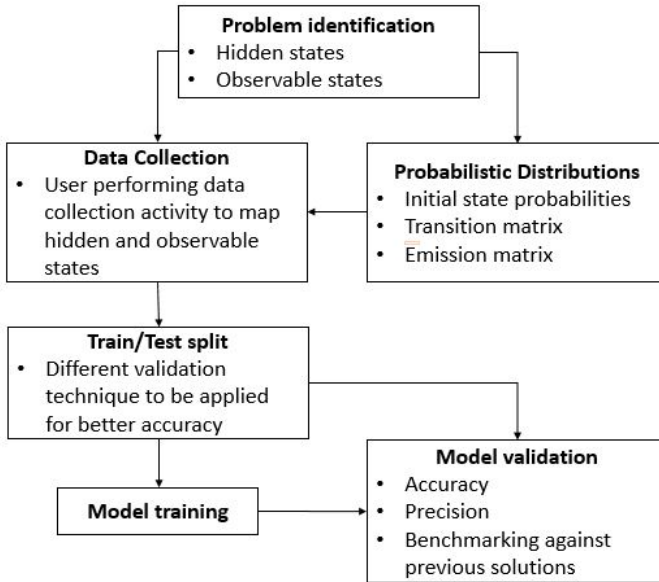 Problem identification
• Hidden states
• Observable states
Data Collection
• User performing data
collection activity to map
hidden and observable
states
Probabilistic Distributions
• Initial state probabilities
• Transition matrix
• Emission matrix
Train/Test split
• Different validation
technique to be applied
for better accuracy
Model training
Model validation
• Accuracy
• Precision
• Benchmarking against
previous solutions